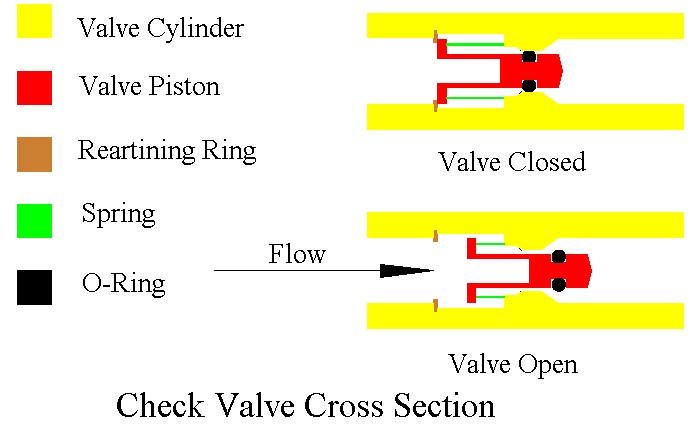 Valve Cylinder
Valve Piston
Reartining Ring
Spring
O-Ring
Valve Closed
Flow
Valve Open
Check Valve Cross Section